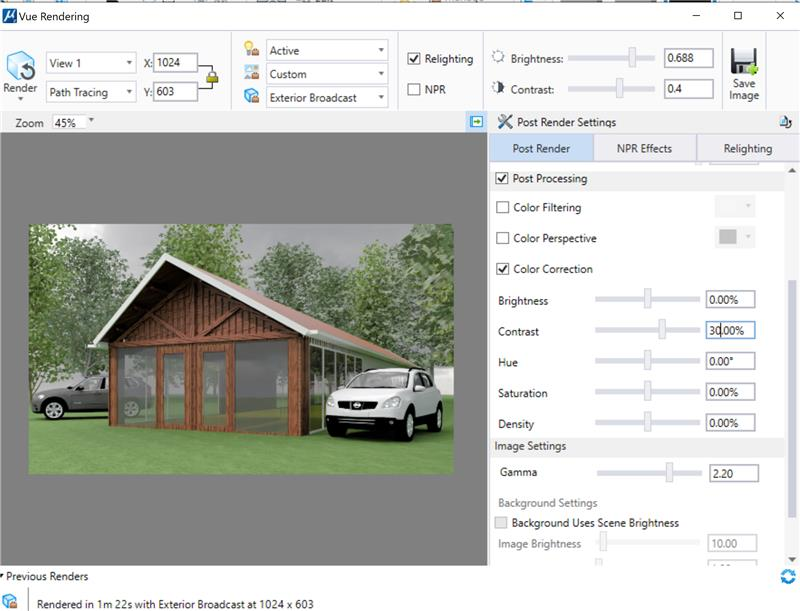 Vue Rendering
Render
View 1
X: 1024
Path Tracing
Y: 603
Active
Custom
Exterior Broadcast
Relighting
NPR
Brightness: 0.688
Contrast: 0.4
Save
Image
Zoom 45%
Post Render Settings
Post Render NPR Effects Relighting
Post Processing
Color Filtering
Color Perspective
Color Correction
Brightness 0.00%
Contrast 30.00%
Hue 0.00°
Saturation 0.00%
Density 0.00%
Image Settings
Gamma 2.20
Background Settings
Background Uses Scene Brightness
Image Brightness 10.00
Previous Renders
Rendered in 1m 22s with Exterior Broadcast at 1024 x 603